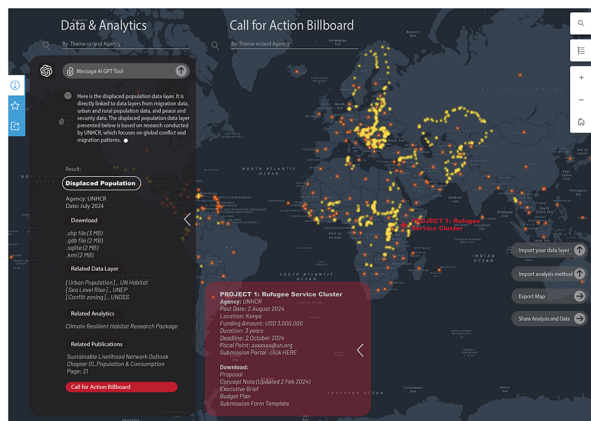 Data & Analytics
By Theme or/and Agency
Message AI GPT Tool
Here is the displaced population data layer. It is
directly linked to data layers from migration data,
urban and rural population data, and peace and
security data. The displaced population data layer
presented below is based on research conducted
by UNHCR, which focuses on global conflict and
migration patterns.
Result:
Displaced Population
Agency: UNHCR
Date: July 2024
Download
.shp file (3 MB)
.gdb file (2 MB)
.sqlite (2 MB)
.kml (2 MB)
Related Data Layer
[Urban Population]_ UN Habitat
[Sea Level Rise]_ UNEP
[Conflit zoning]_ UNDSS
Related Analytics
Climate Resilient Habitat Research Package
Related Publications
Sustainable Livelihood Network Outlook
Chapter 01_Population & Consumption
Page: 21
Call for Action Billboard
Call for Action Billboard
By Theme or/and Agency
NORTH ATLANTIC
OCEAN
SOUTH ATLANTIC
OCEAN
INDIAN
OCEAN
SOUTHERN OCEAN
PROJECT 1: Rufugee
Service Cluster
PROJECT 1: Rufugee Service Cluster
Agency: UNHCR
Post Date: 2 August 2024
Location: Kenya
Funding Amount: USD 3,000,000
Duration: 3 years
Deadline: 2 October 2024
Focal Point: xxxxxxx@un.org
Submission Portal: click HERE
Download:
Proposal
Concept Note (Updated 2 Feb 2024)
Executive Brief
Budget Plan
Submission Form Template
Import your data layer
Import analysis method
Export Map
Share Analysis and Data